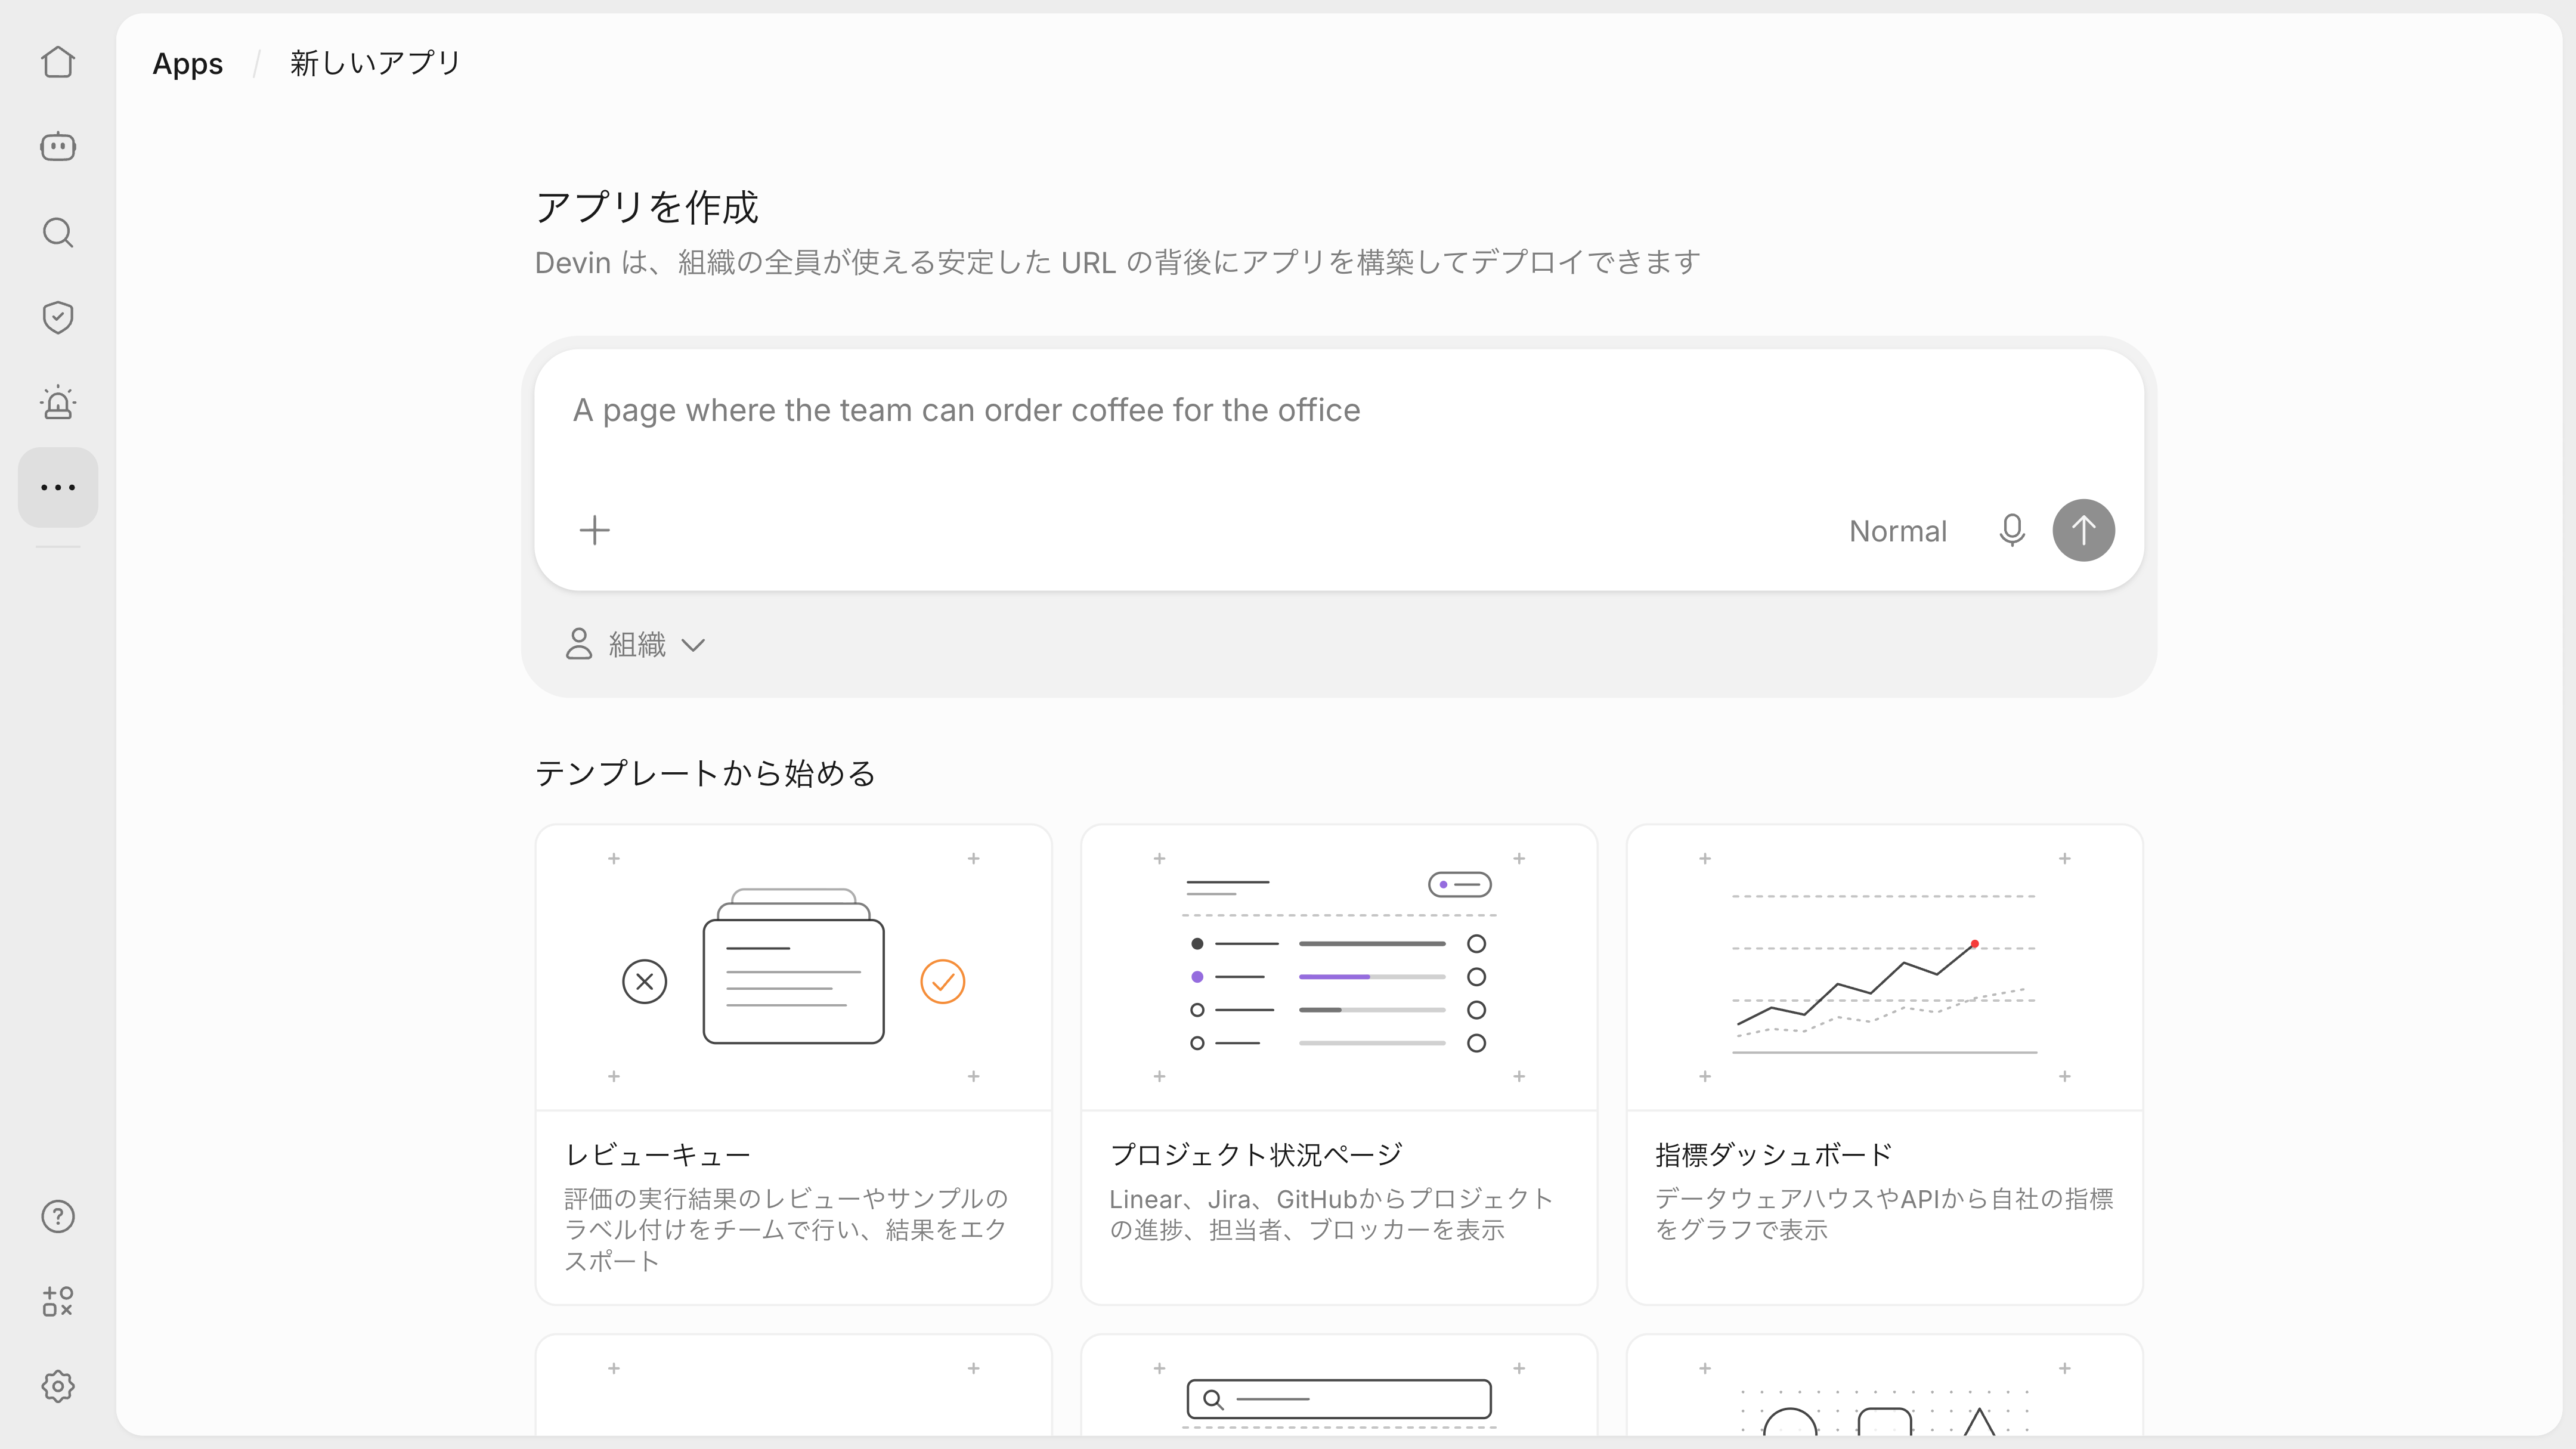 Apps / 新しいアプリ
アプリを作成
Devin は、組織の全員が使える安定した URL の背後にアプリを構築してデプロイできます
A page where the team can order coffee for the office
Normal
組織
テンプレートから始める
レビューキュー
評価の実行結果のレビューやサンプルの
ラベル付けをチームで行い、結果をエク
スポート
プロジェクト状況ページ
Linear、Jira、GitHubからプロジェクト
の進捗、担当者、ブロッカーを表示
指標ダッシュボード
データウェアハウスやAPIから自社の指標
をグラフで表示